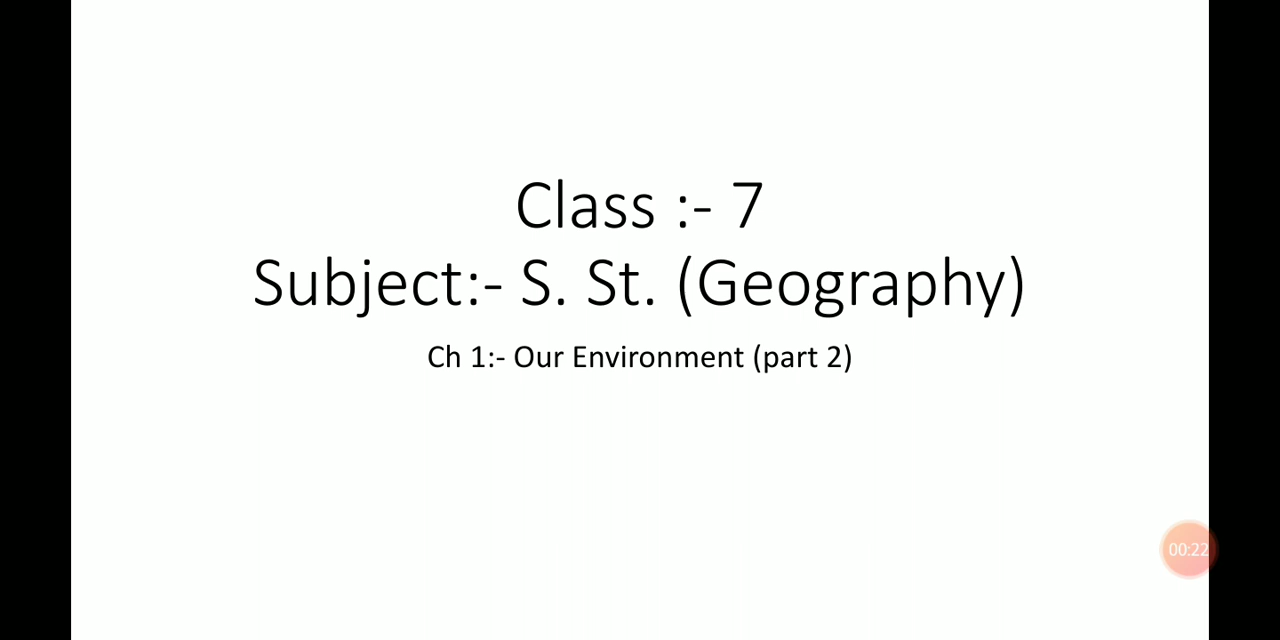 Class :- 7
Subject:- S. St. (Geography)
Ch 1:- Our Environment (part 2)
00:22